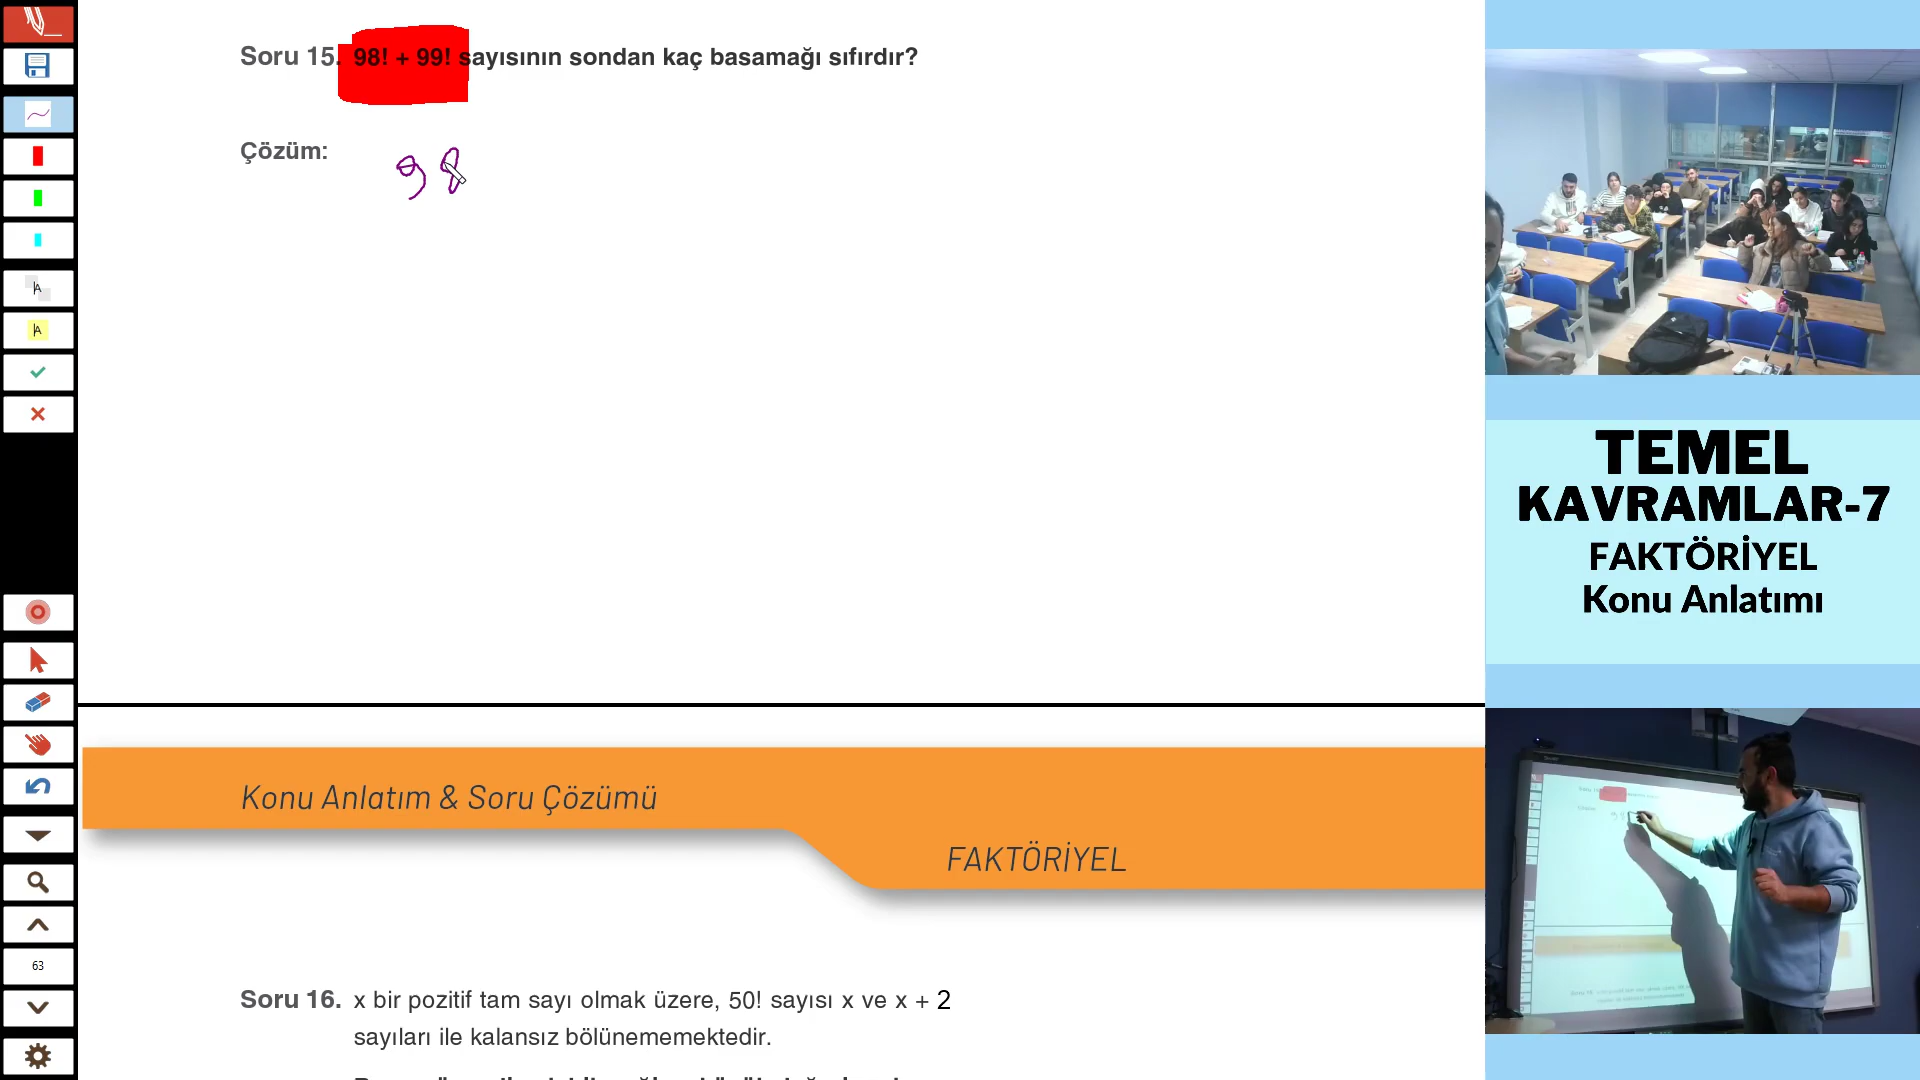 Soru 15. 98! + 99! sayısının sondan kaç basamağı sıfırdır?
Çözüm:
98
Konu Anlatım & Soru Çözümü
FAKTÖRİYEL
Soru 16. x bir pozitif tam sayı olmak üzere, 50! sayısı x ve x + 2
sayıları ile kalansız bölünememektedir.
63
TEMEL
KAVRAMLAR-7
FAKTÖRİYEL
Konu Anlatımı